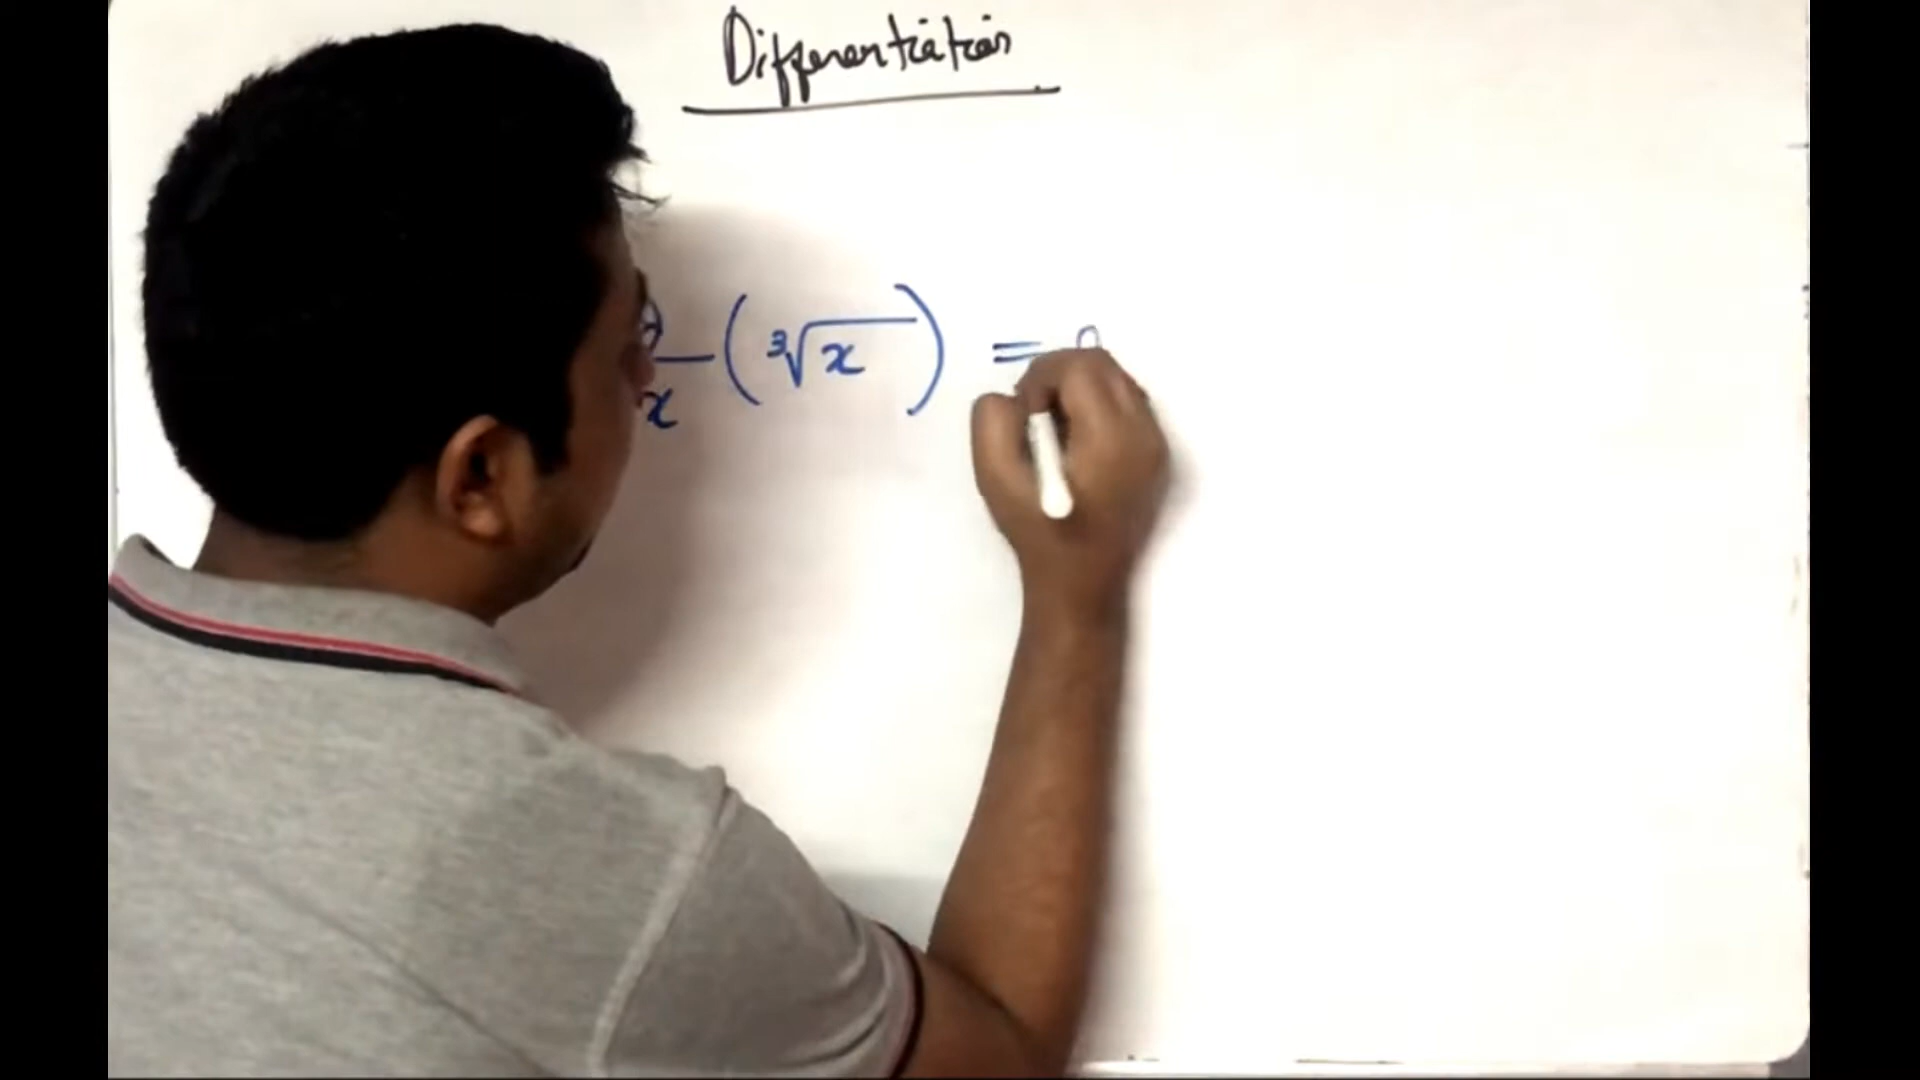 Differentiation
x (∛x) =